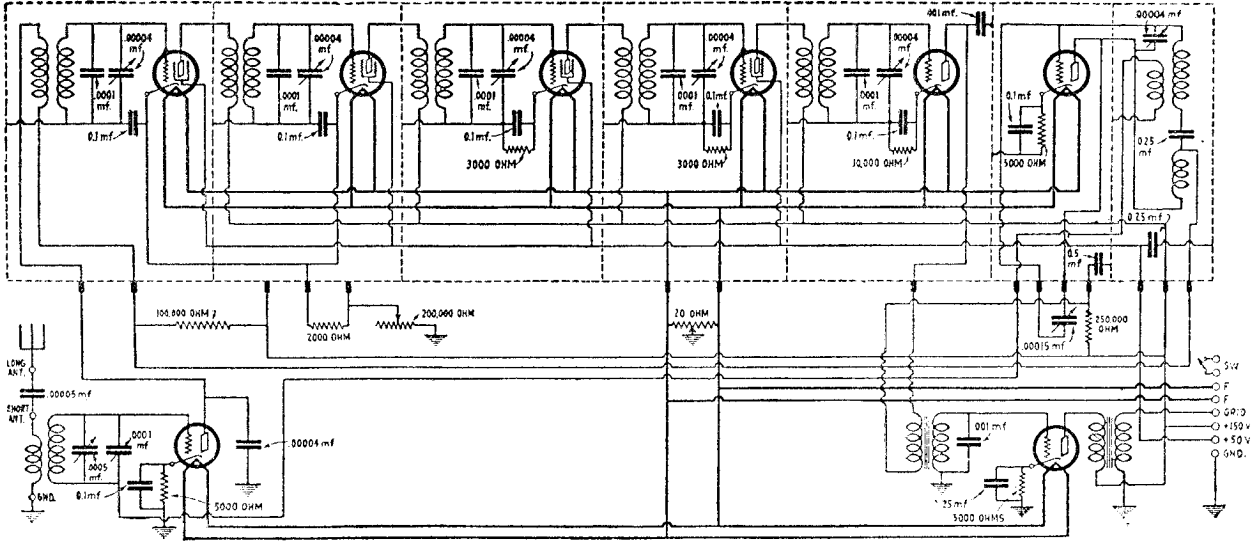 .00004
mf.
.0001
mf.
0.1 mf.
.00004
mf.
.0001
mf.
0.1 mf.
.00004
mf.
.0001
mf.
0.1 mf.
3000 OHM
.00004
mf.
.0001
mf.
0.1 mf.
3000 OHM
.00004
mf.
.0001
mf.
0.1 mf.
10,000 OHM
.001 mf.
0.1 mf
5000 OHM
.00004 mf
.025
mf
0.25 mf.
0.5
mf
100,000 OHM
2000 OHM
200,000 OHM
20 OHM
.00015 mf
250,000
OHM
LONG
ANT.
.00005 mf
SHORT
ANT.
.0005
mf.
.0001
mf
0.1 mf
GND.
5000 OHM
.00004 mf
.001 mf
.25 mf
3000 OHMS
SW
F
F
GRID
+150 V
+50 V
GND.